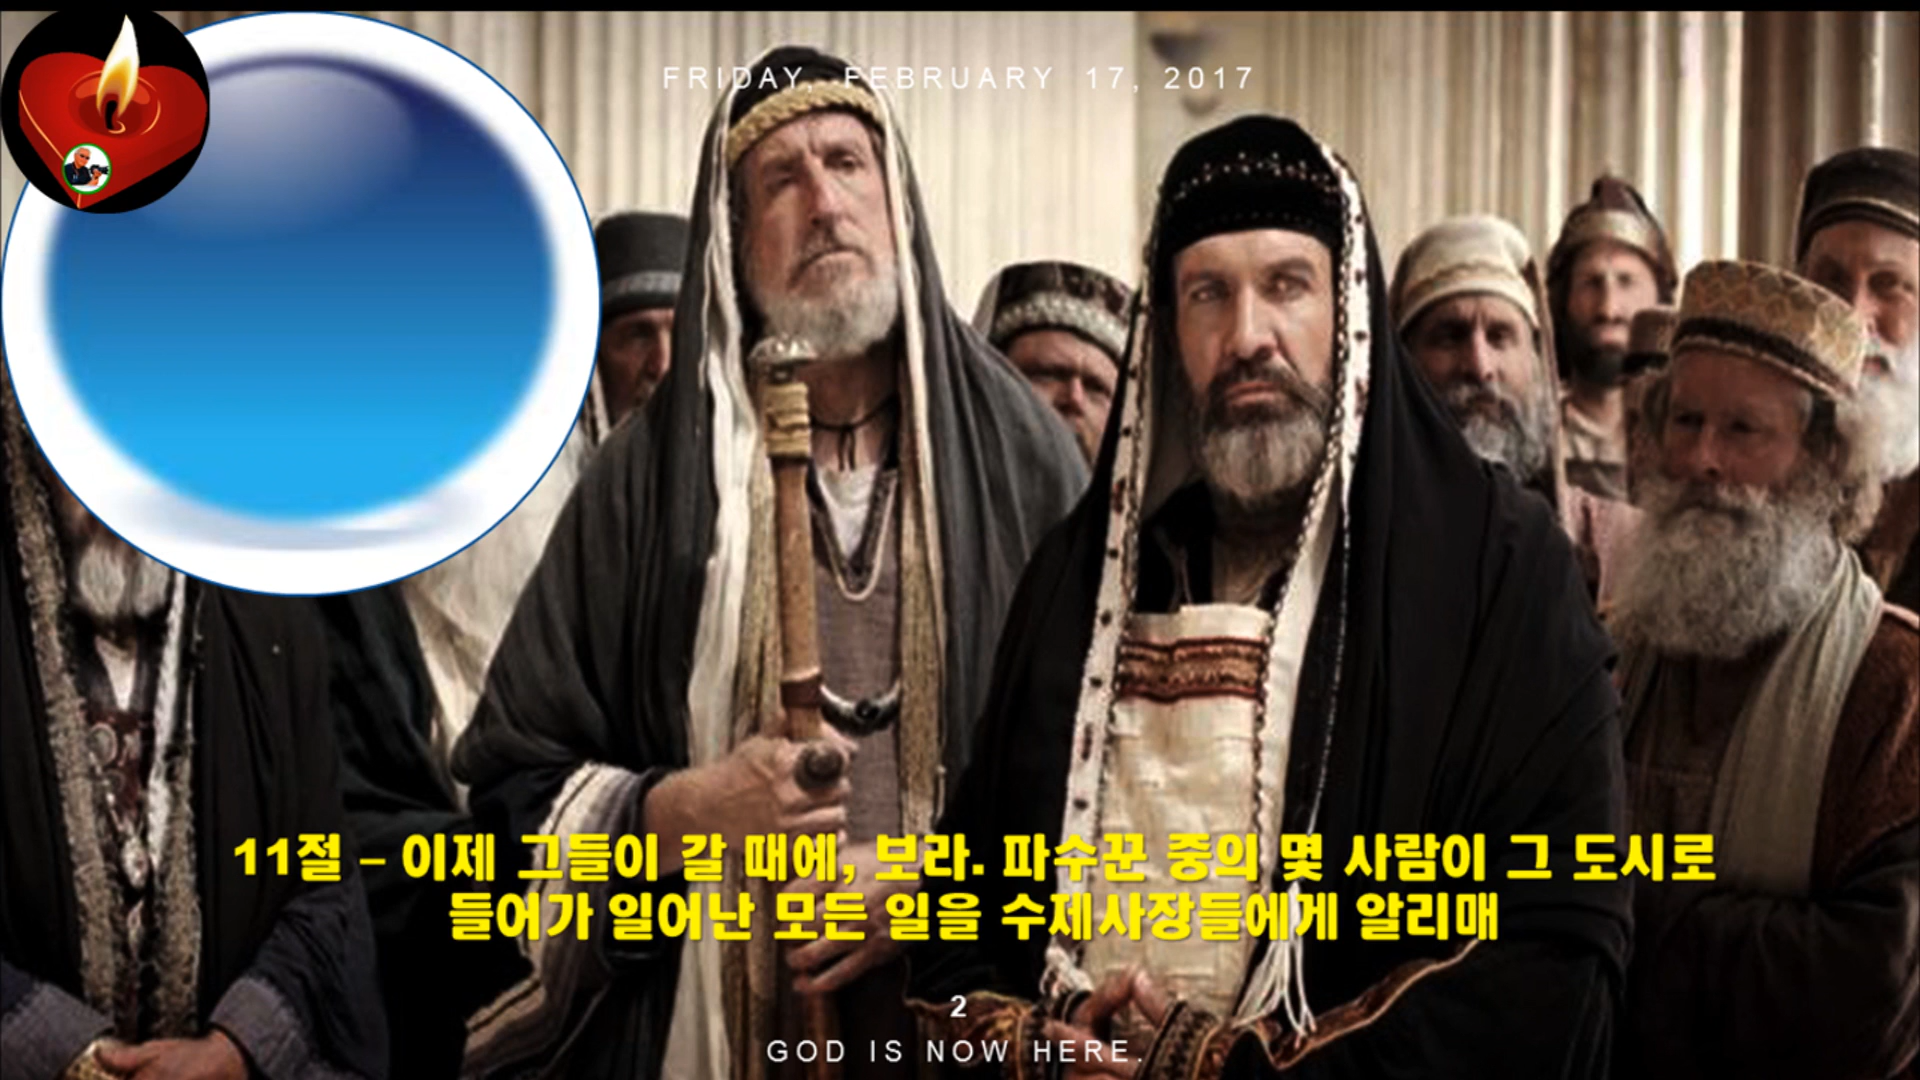 FRIDAY, FEBRUARY 17, 2017
11절 – 이제 그들이 갈 때에, 보라. 파수꾼 중의 몇 사람이 그 도시로
들어가 일어난 모든 일을 수제사장들에게 알리매
2
GOD IS NOW HERE.